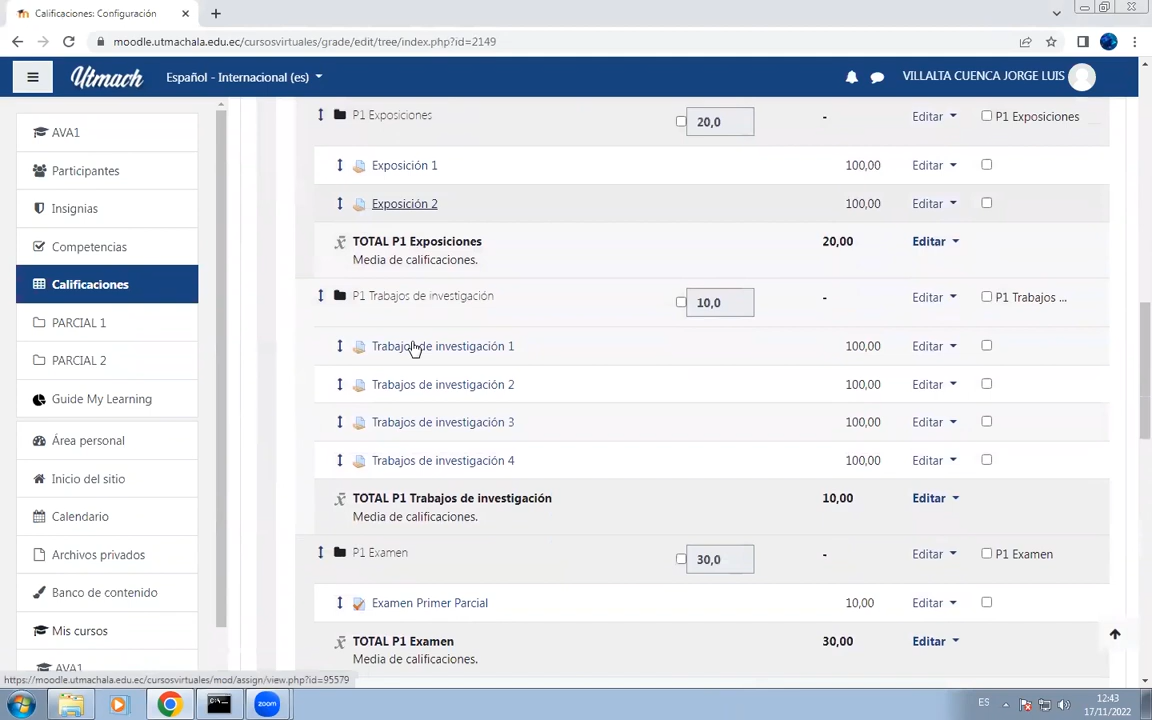 Calificaciones: Configuración
moodle.utmachala.edu.ec/cursosvirtuales/grade/edit/tree/index.php?id=2149
Utmach
Español - Internacional (es)
VILLALTA CUENCA JORGE LUIS
AVA1
Participantes
Insignias
Competencias
Calificaciones
PARCIAL 1
PARCIAL 2
Guide My Learning
Área personal
Inicio del sitio
Calendario
Archivos privados
Banco de contenido
Mis cursos
AVA1
P1 Exposiciones 20,0 - Editar P1 Exposiciones
Exposición 1 100,00 Editar
Exposición 2 100,00 Editar
TOTAL P1 Exposiciones 20,00 Editar
Media de calificaciones.
P1 Trabajos de investigación 10,0 - Editar P1 Trabajos ...
Trabajos de investigación 1 100,00 Editar
Trabajos de investigación 2 100,00 Editar
Trabajos de investigación 3 100,00 Editar
Trabajos de investigación 4 100,00 Editar
TOTAL P1 Trabajos de investigación 10,00 Editar
Media de calificaciones.
P1 Examen 30,0 - Editar P1 Examen
Examen Primer Parcial 10,00 Editar
TOTAL P1 Examen 30,00 Editar
Media de calificaciones.
https://moodle.utmachala.edu.ec/cursosvirtuales/mod/assign/view.php?id=95579
zoom
ES
12:43
17/11/2022